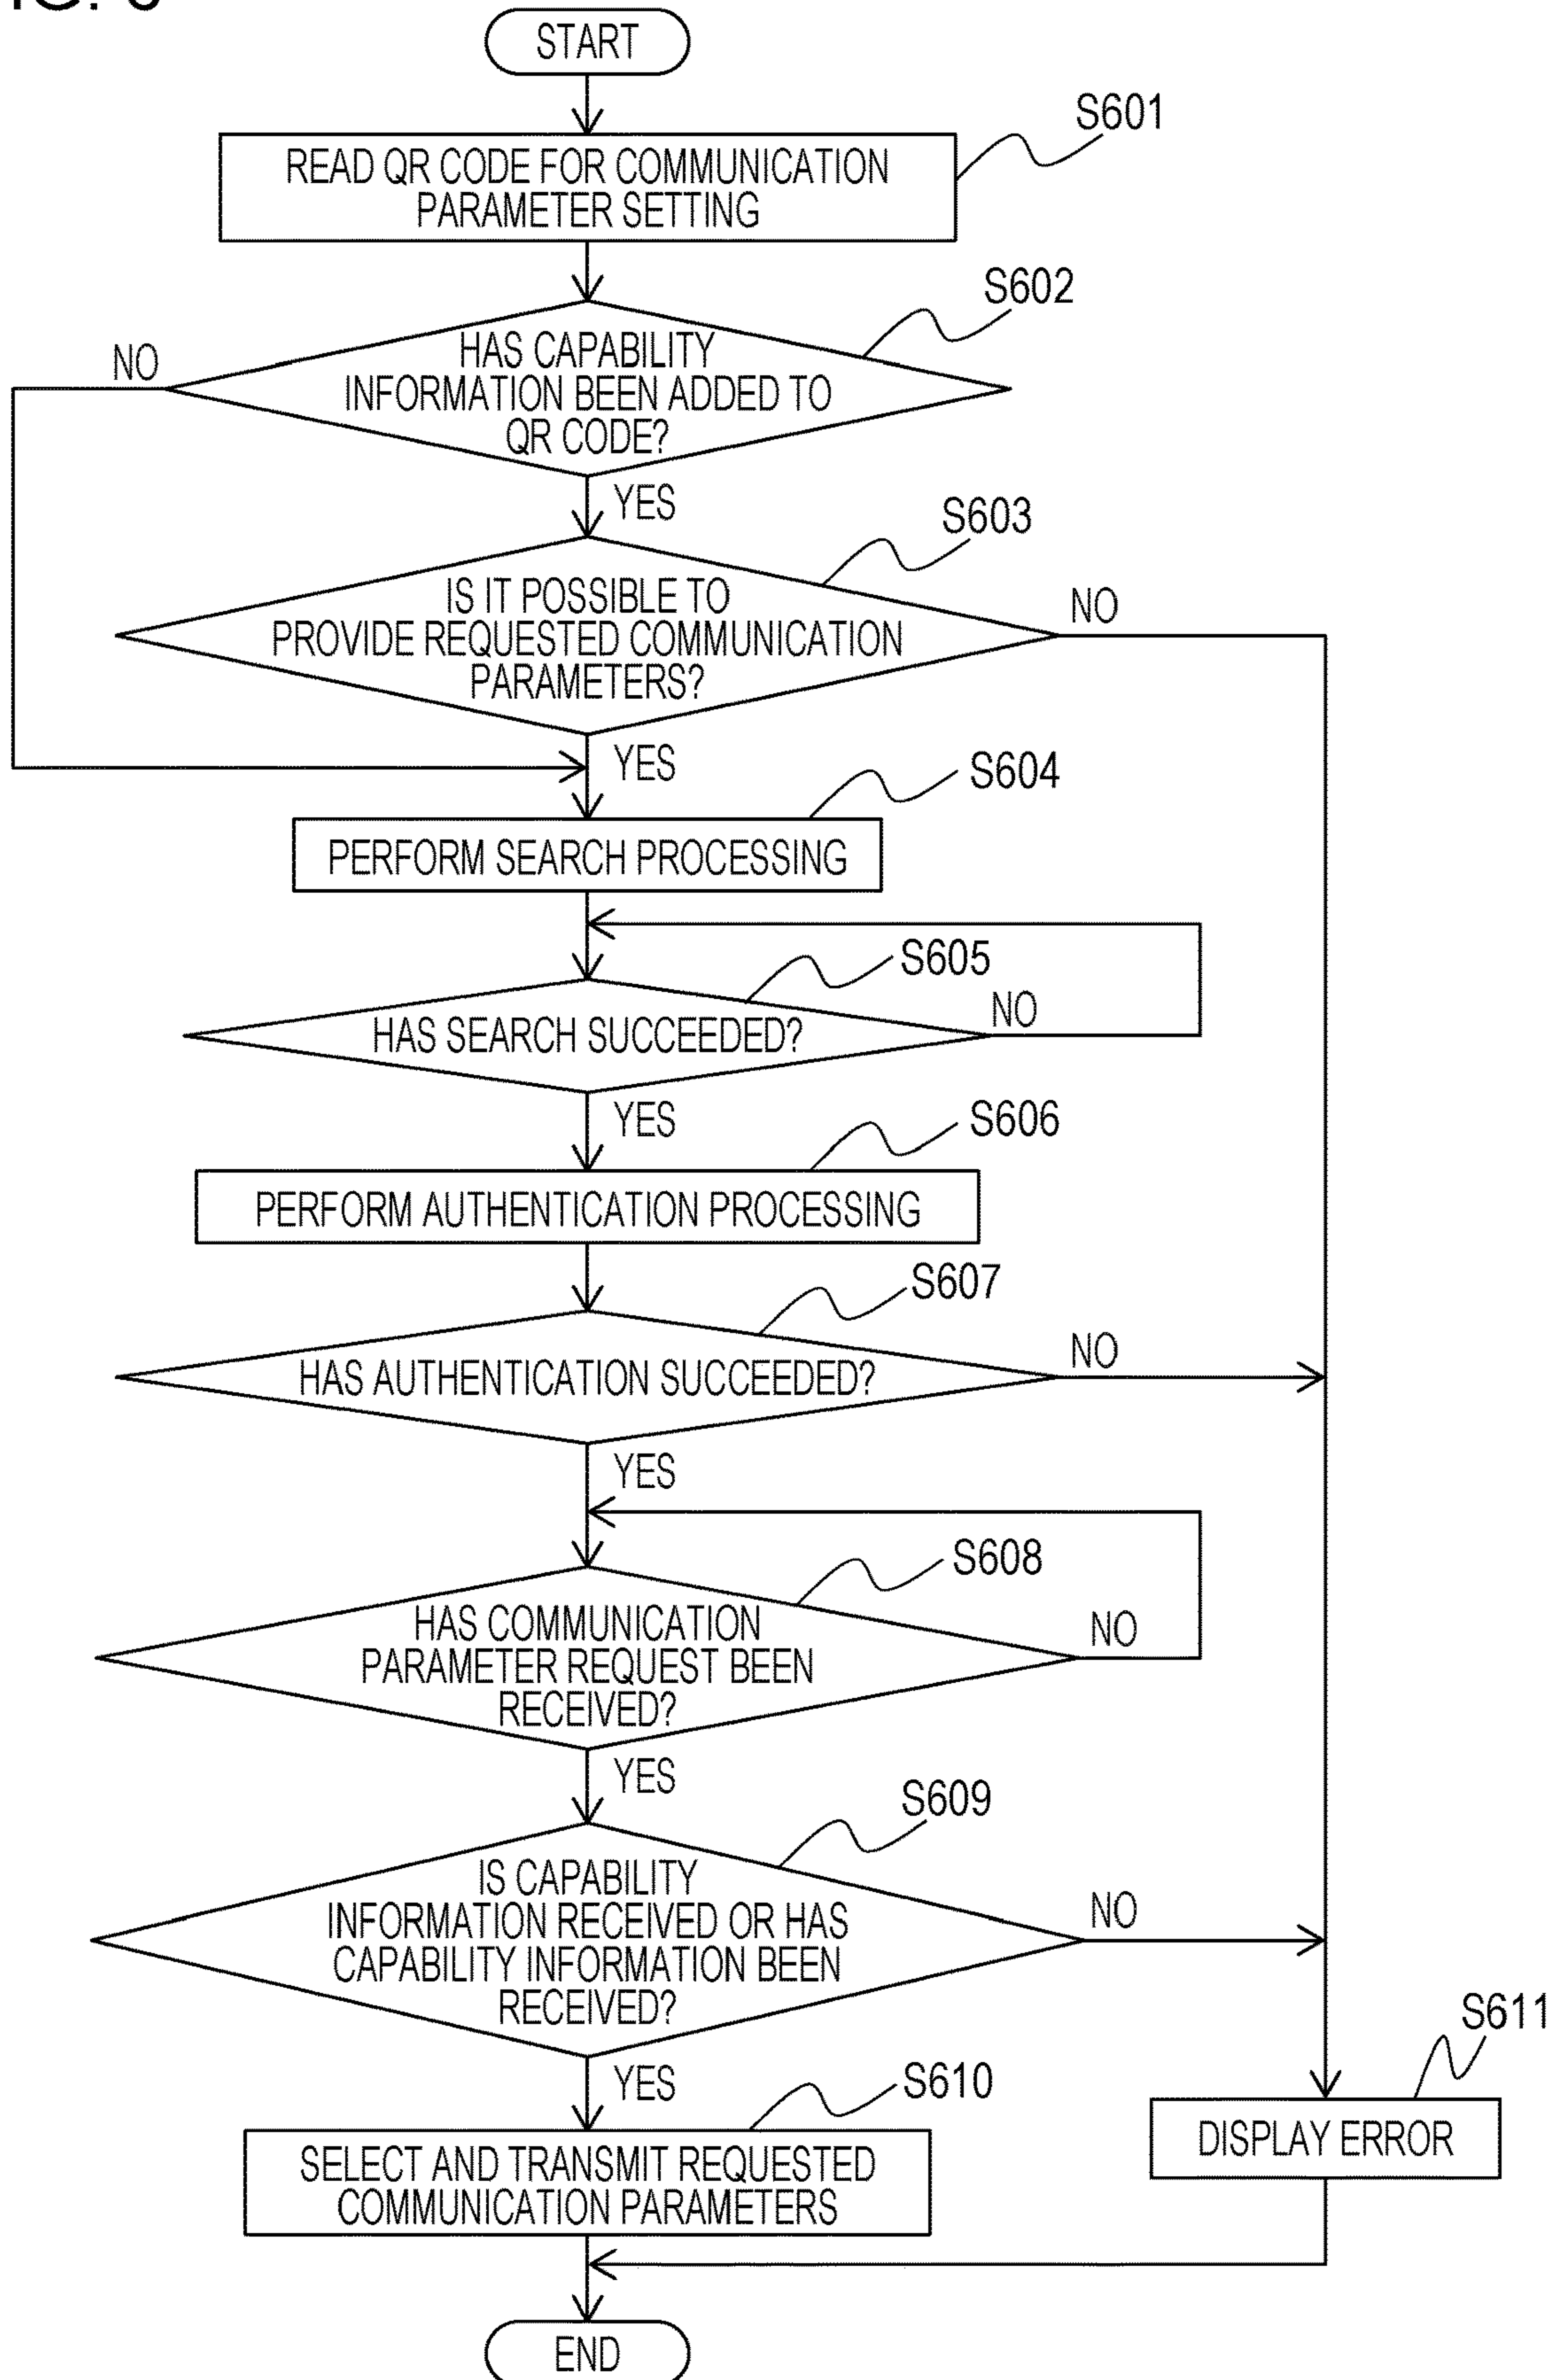 START
S601
READ QR CODE FOR COMMUNICATION
PARAMETER SETTING
S602
NO
HAS CAPABILITY
INFORMATION BEEN ADDED TO
QR CODE?
YES
S603
IS IT POSSIBLE TO
PROVIDE REQUESTED COMMUNICATION
PARAMETERS?
NO
YES
S604
PERFORM SEARCH PROCESSING
S605
HAS SEARCH SUCCEEDED?
NO
YES
S606
PERFORM AUTHENTICATION PROCESSING
S607
HAS AUTHENTICATION SUCCEEDED?
NO
YES
S608
HAS COMMUNICATION
PARAMETER REQUEST BEEN
RECEIVED?
NO
YES
S609
IS CAPABILITY
INFORMATION RECEIVED OR HAS
CAPABILITY INFORMATION BEEN
RECEIVED?
NO
YES
S610
SELECT AND TRANSMIT REQUESTED
COMMUNICATION PARAMETERS
S611
DISPLAY ERROR
END